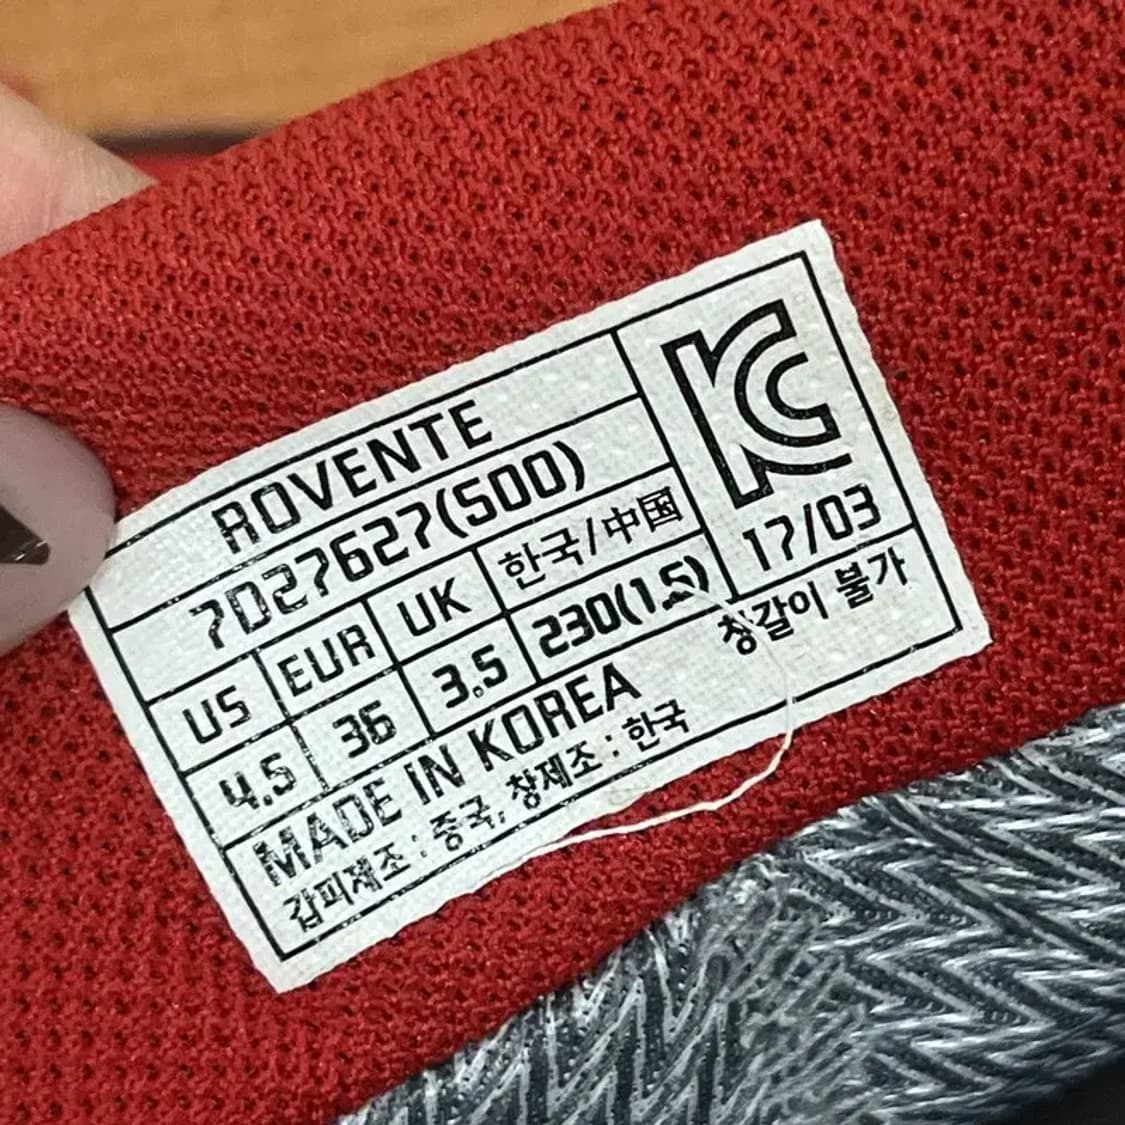 ROVENTE
7D27627(500)
KC
17/03
US EUR UK 한국/中国
4.5 36 3.5 230(1.5)
MADE IN KOREA 창갈이 불가
갑피제조 : 중국, 창제조 : 한국